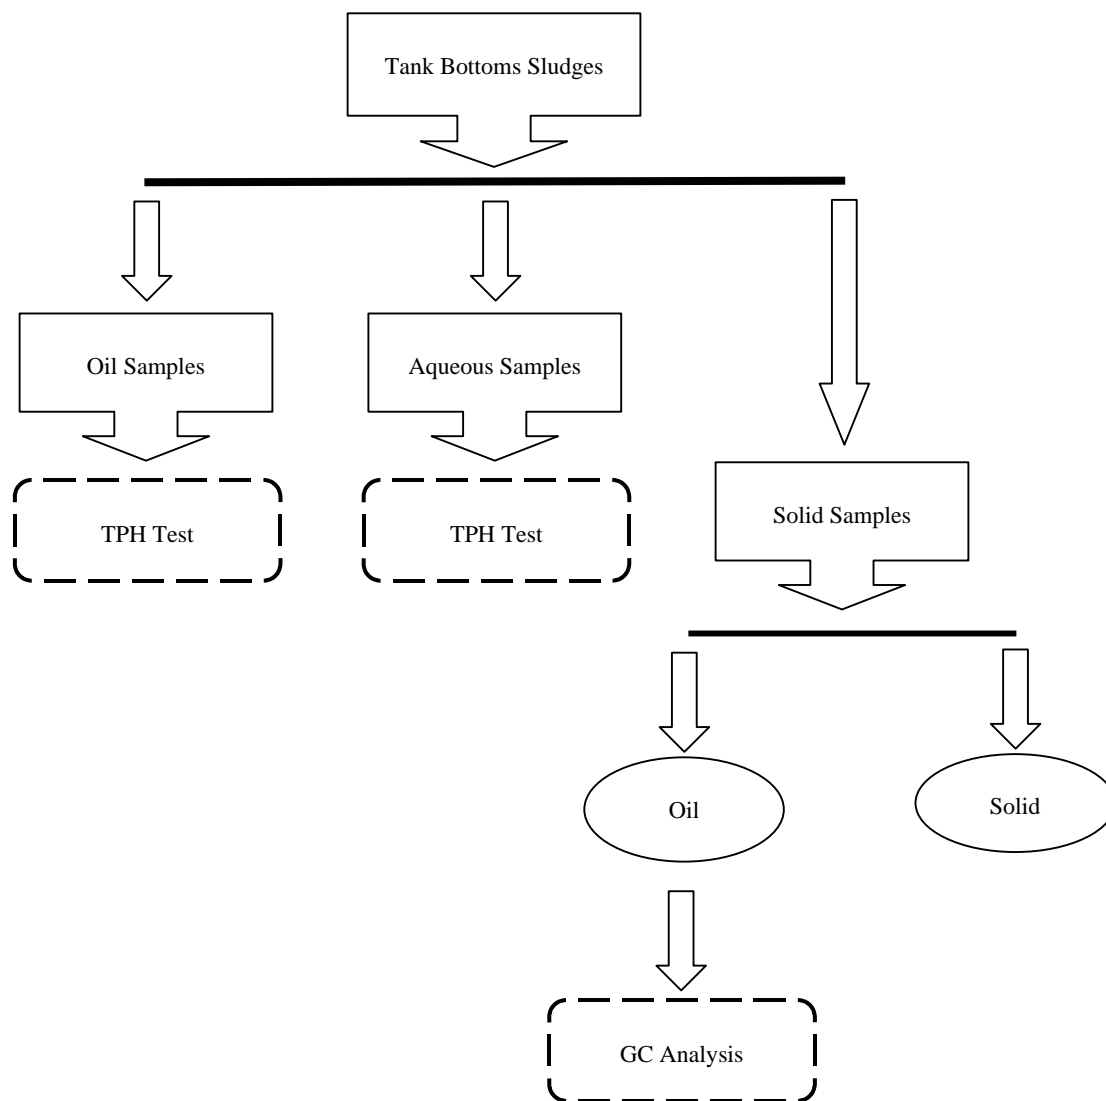 Tank Bottoms Sludges
Oil Samples
Aqueous Samples
Solid Samples
TPH Test
TPH Test
Oil
Solid
GC Analysis